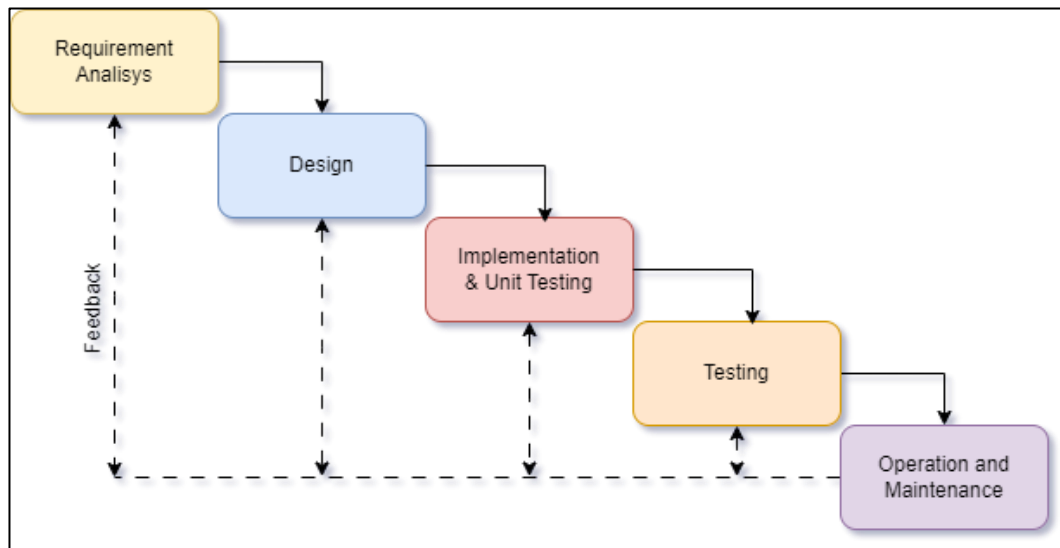 Requirement
Analisys
Design
Implementation
& Unit Testing
Feedback
Testing
Operation and
Maintenance